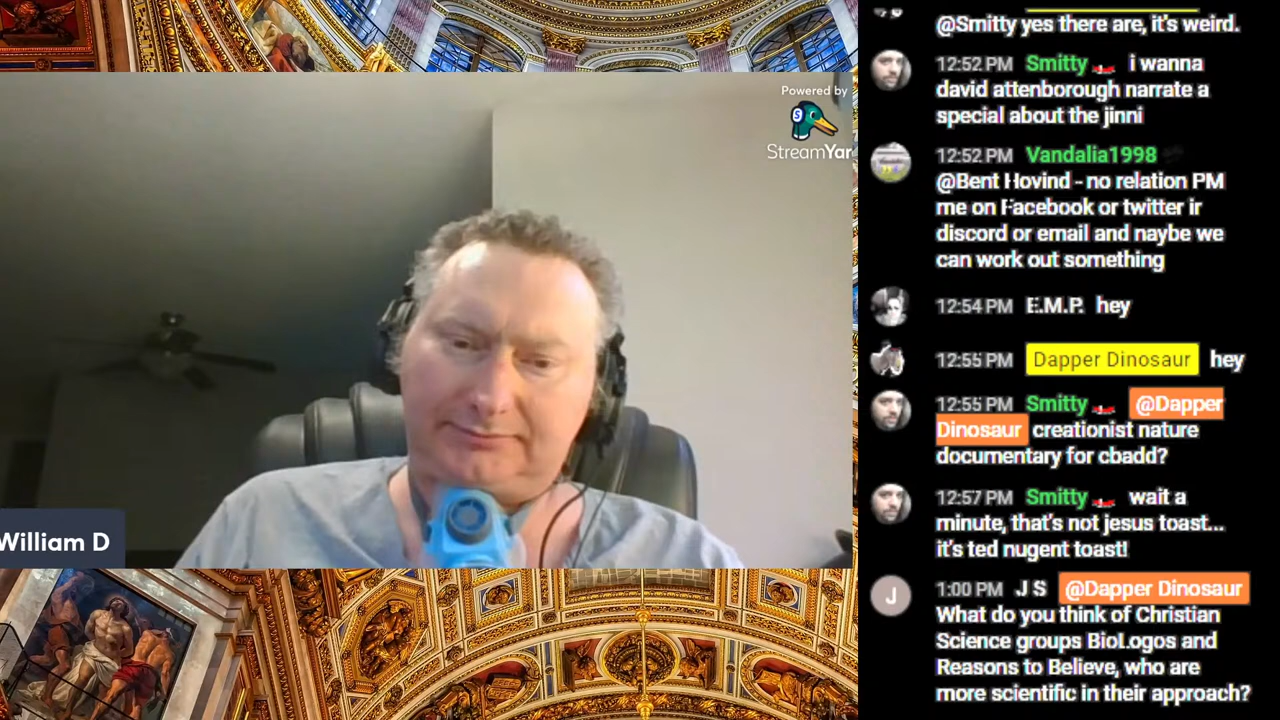 Powered by
StreamYar
William D
@Smitty yes there are, it's weird.
12:52 PM Smitty i wanna
david attenborough narrate a
special about the jinni
12:52 PM Vandalia1998
@Bent Hovind - no relation PM
me on Facebook or twitter ir
discord or email and naybe we
can work out something
12:54 PM E.M.P. hey
12:55 PM Dapper Dinosaur hey
12:55 PM Smitty @Dapper
Dinosaur creationist nature
documentary for cbadd?
12:57 PM Smitty wait a
minute, that's not jesus toast...
it's ted nugent toast!
J
1:00 PM J S @Dapper Dinosaur
What do you think of Christian
Science groups BioLogos and
Reasons to Believe, who are
more scientific in their approach?